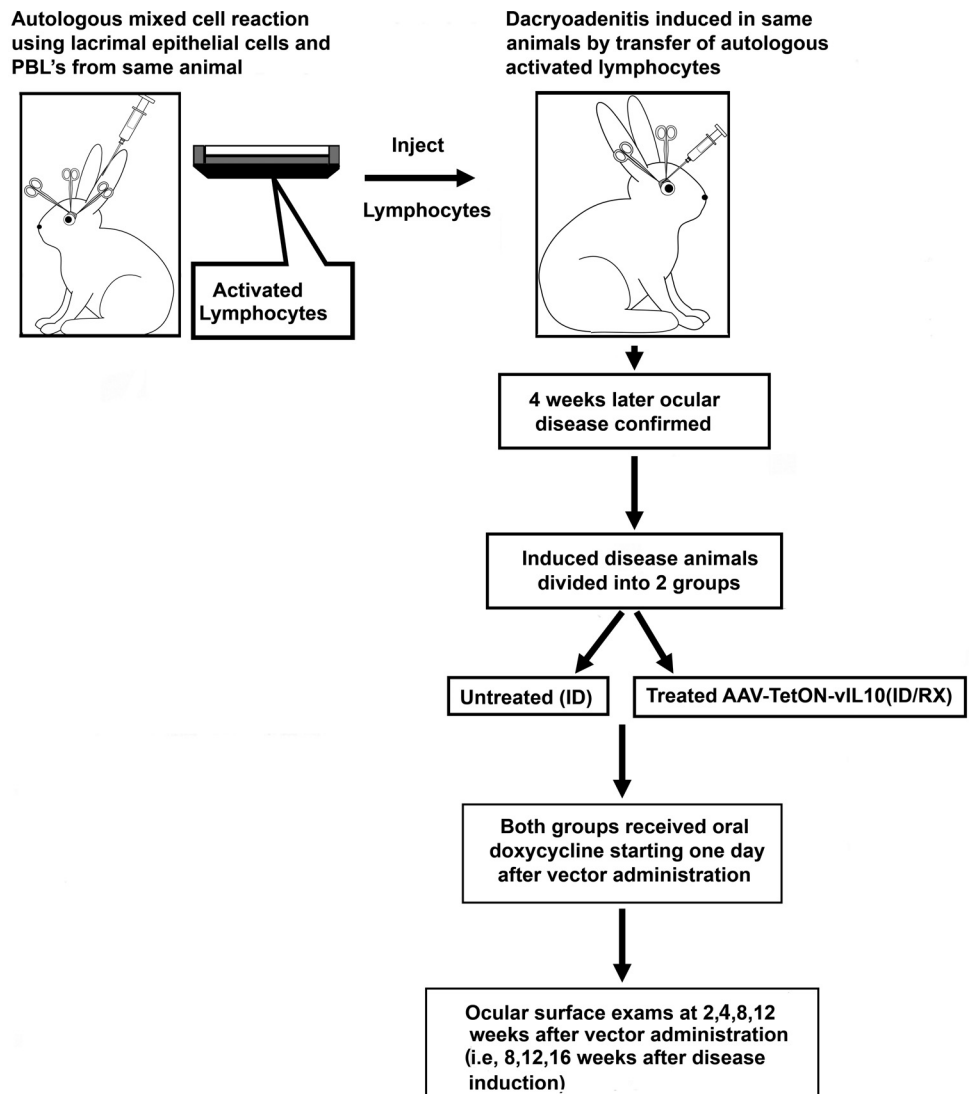 Autologous mixed cell reaction
using lacrimal epithelial cells and
PBL's from same animal
Dacryoadenitis induced in same
animals by transfer of autologous
activated lymphocytes
Inject
Lymphocytes
Activated
Lymphocytes
4 weeks later ocular
disease confirmed
Induced disease animals
divided into 2 groups
Untreated (ID)
Treated AAV-TetON-vIL10(ID/RX)
Both groups received oral
doxycycline starting one day
after vector administration
Ocular surface exams at 2,4,8,12
weeks after vector administration
(i.e, 8,12,16 weeks after disease
induction)